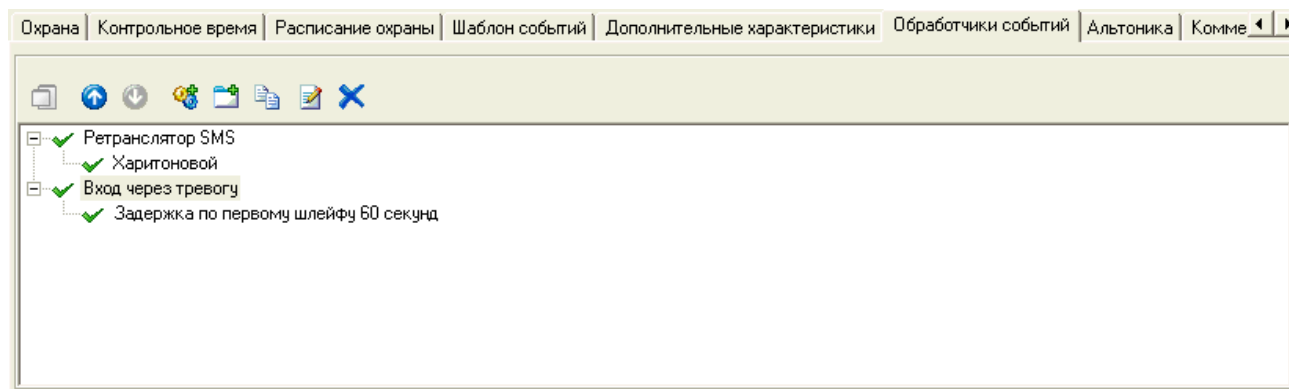 Охрана Контрольное время Расписание охраны Шаблон событий Дополнительные характеристики Обработчики событий Альтоника Комме
Ретранслятор SMS
Харитоновой
Вход через тревогу
Задержка по первому шлейфу 60 секунд